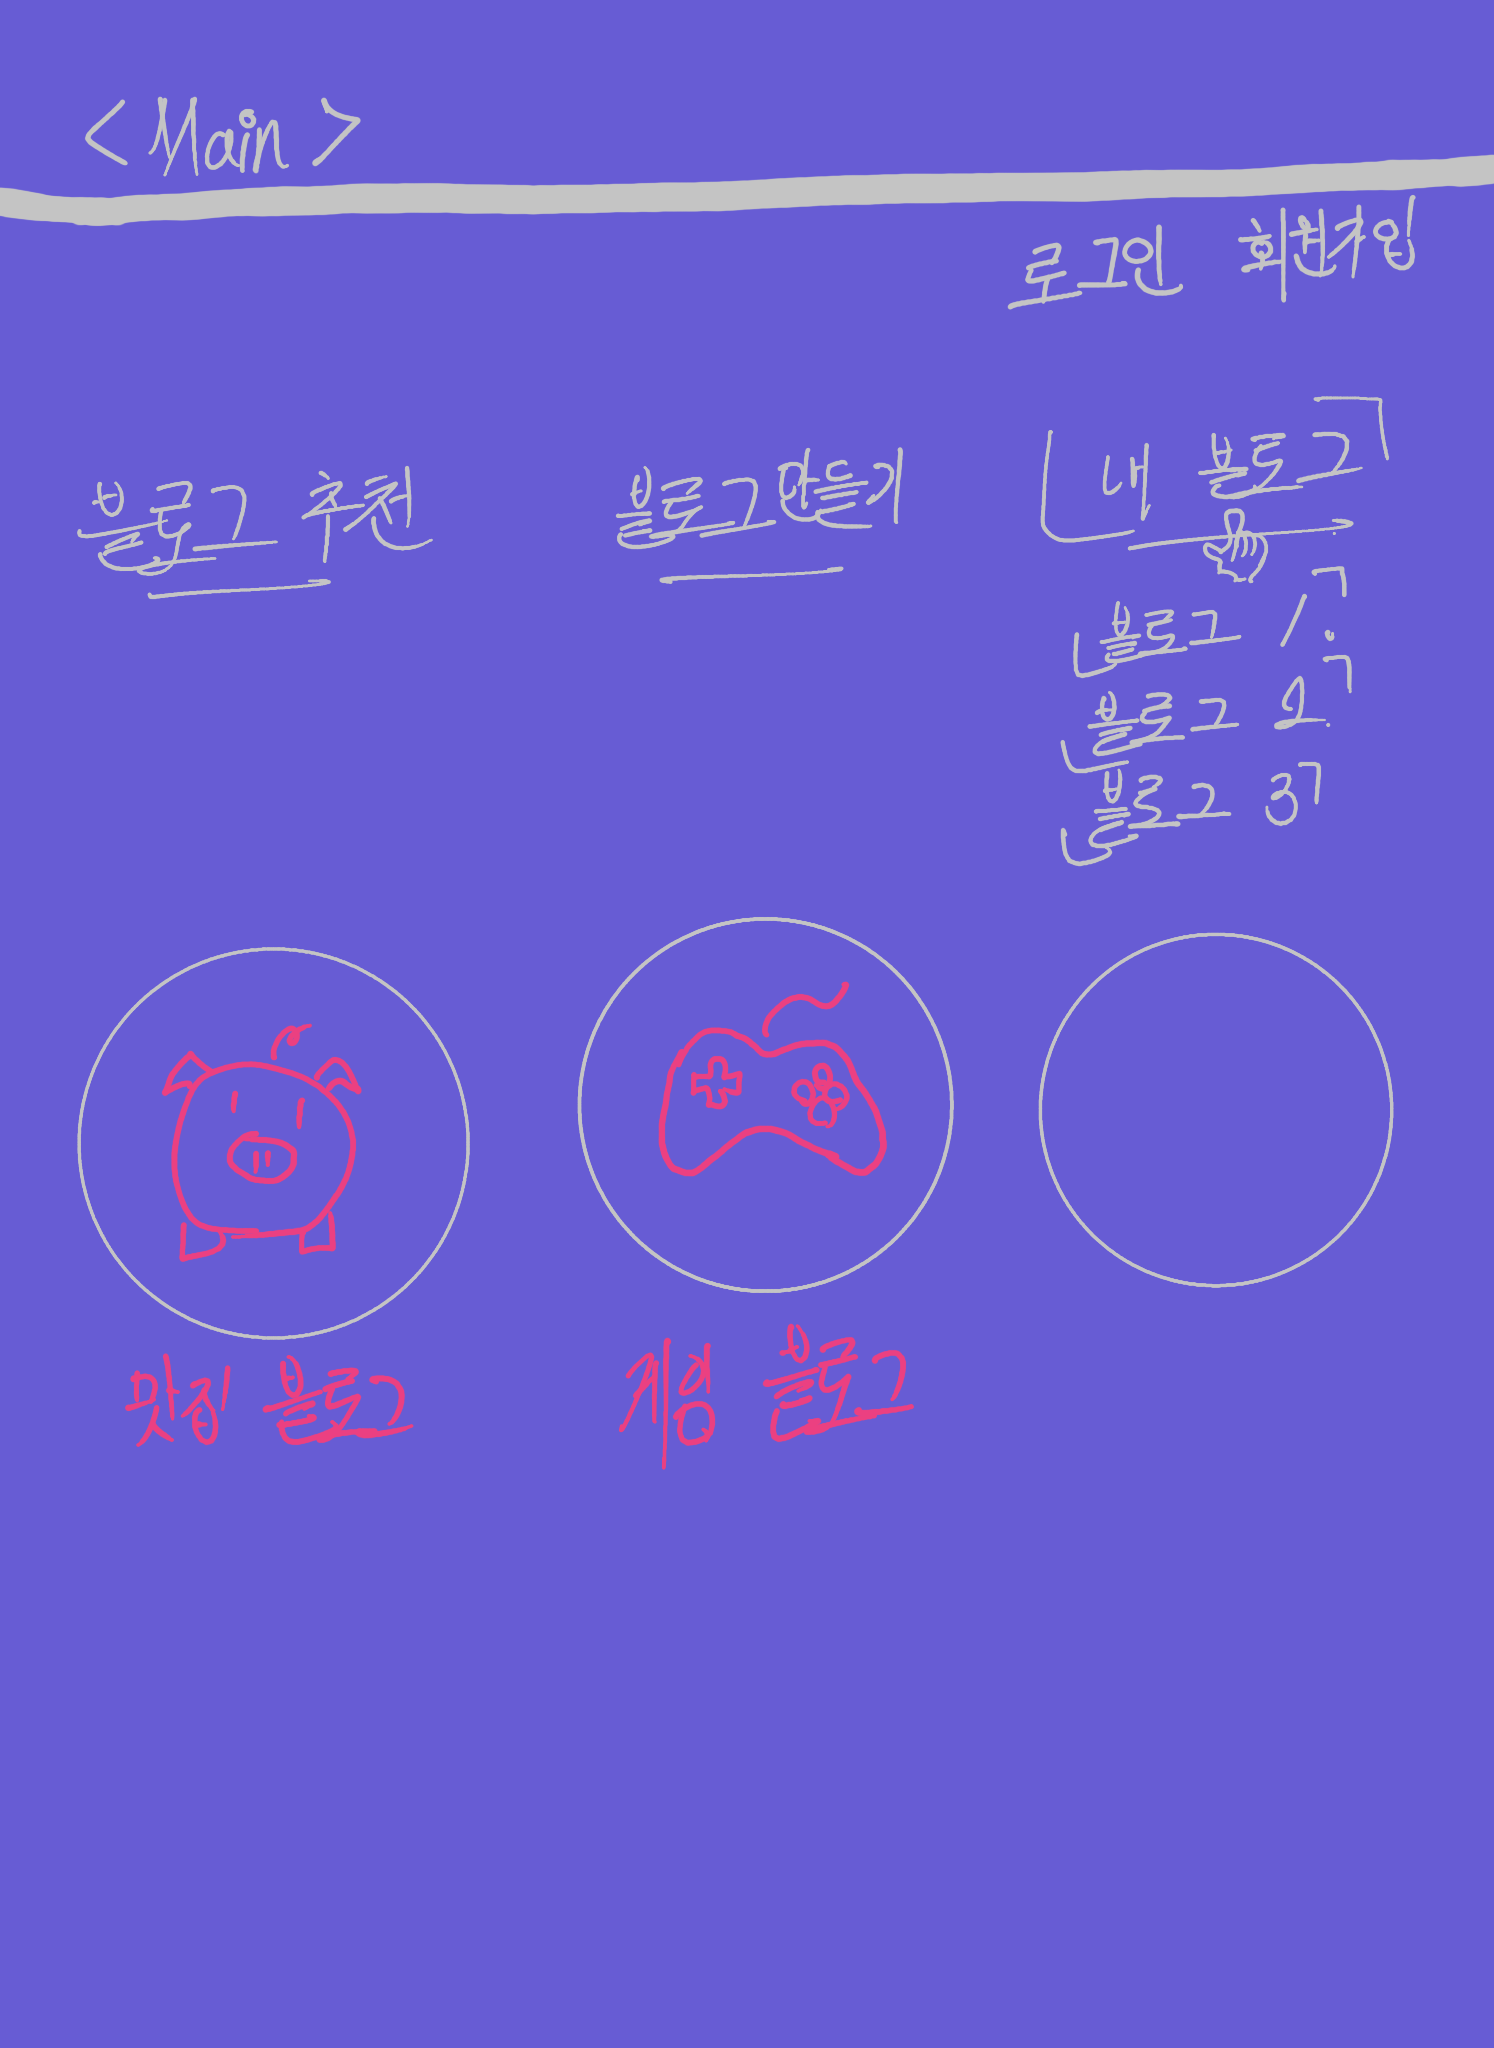 <Main>
로그인 회원가입
블로그 추천 블로그 만들기 내 블로그
블로그 1.
블로그 2.
블로그 3
맛집 블로그 게임 블로그